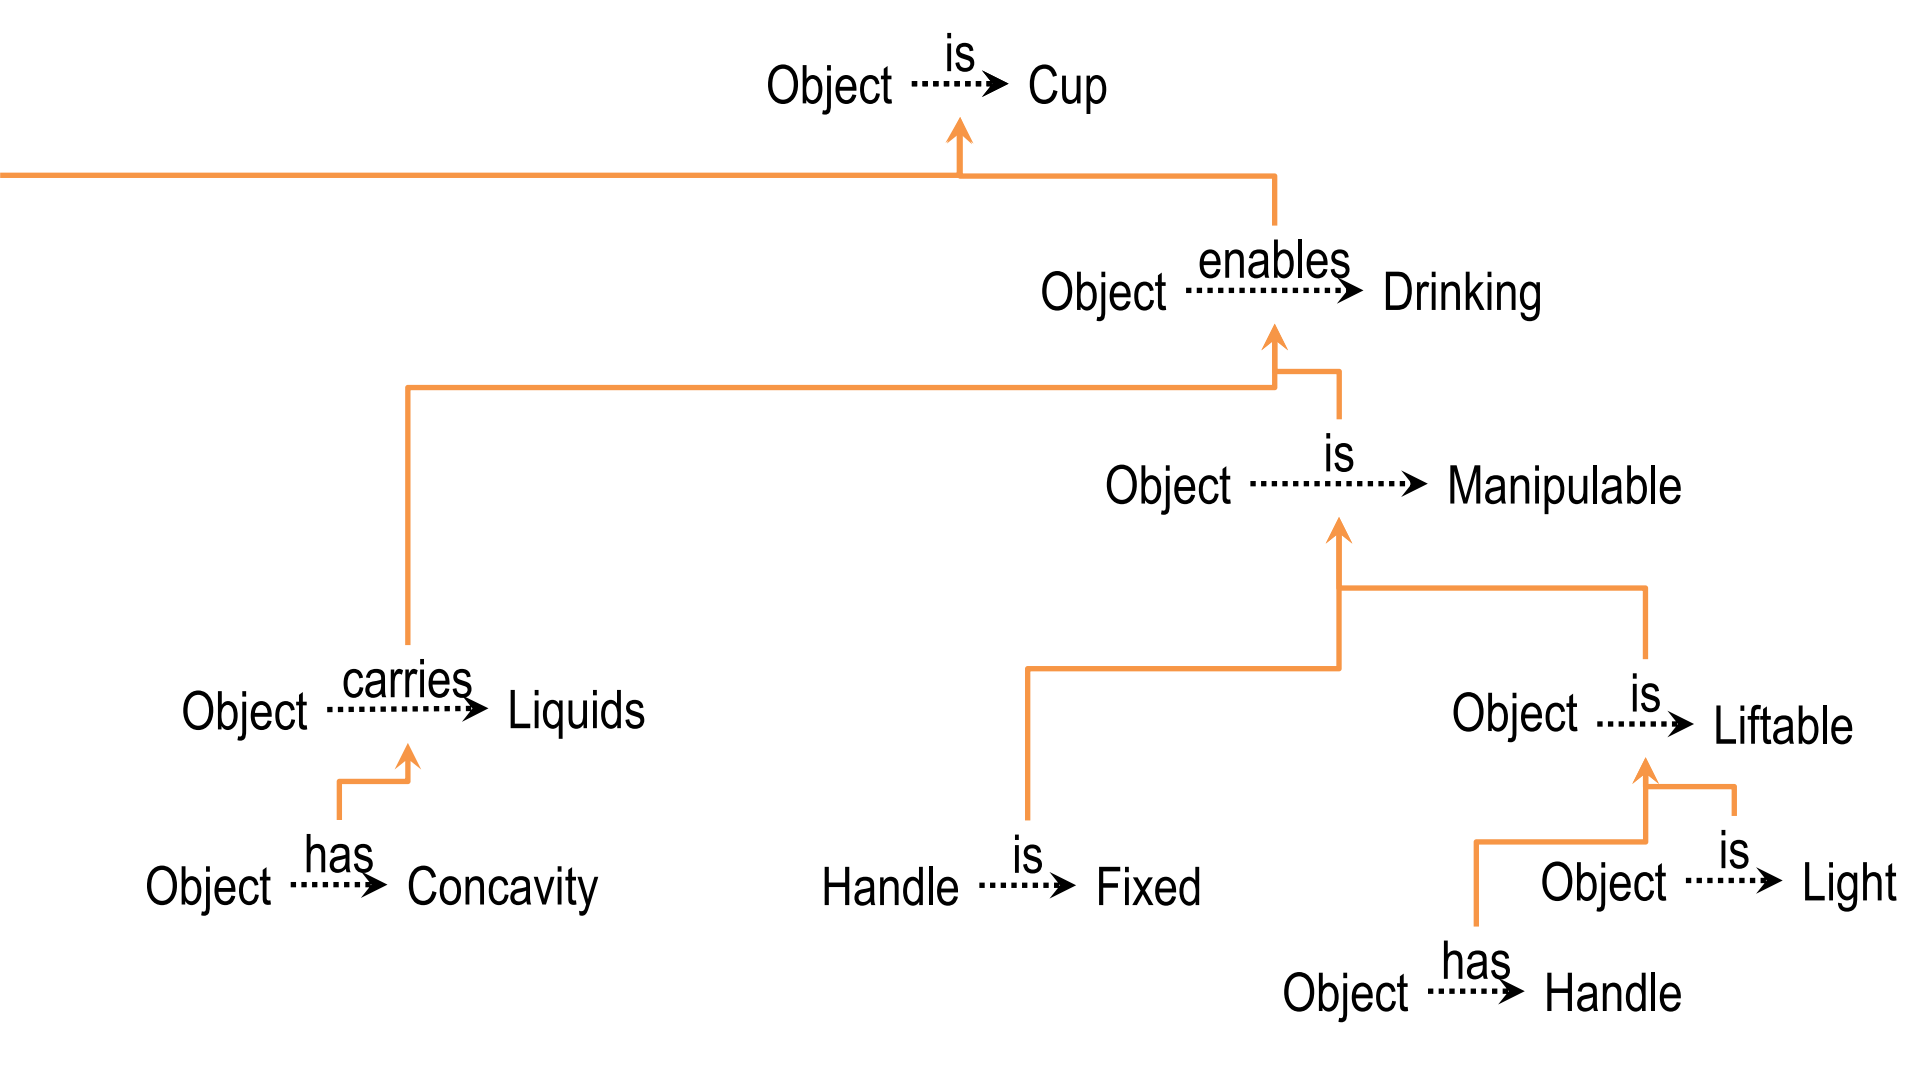 Object is Cup
Object enables Drinking
Object is Manipulable
Object carries Liquids
Object is Liftable
Object has Concavity
Handle is Fixed
Object is Light
Object has Handle